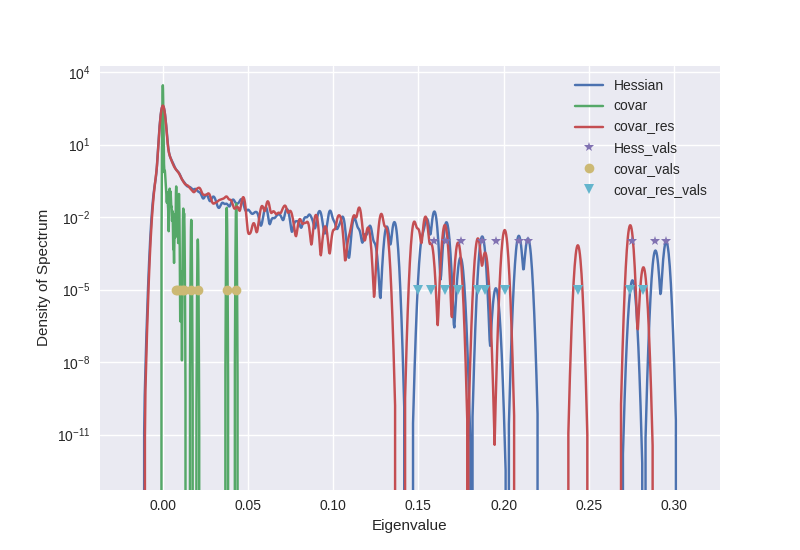 10^4
10^1
10^-2
10^-5
10^-8
10^-11
Density of Spectrum
Hessian
covar
covar_res
Hess_vals
covar_vals
covar_res_vals
0.00 0.05 0.10 0.15 0.20 0.25 0.30
Eigenvalue